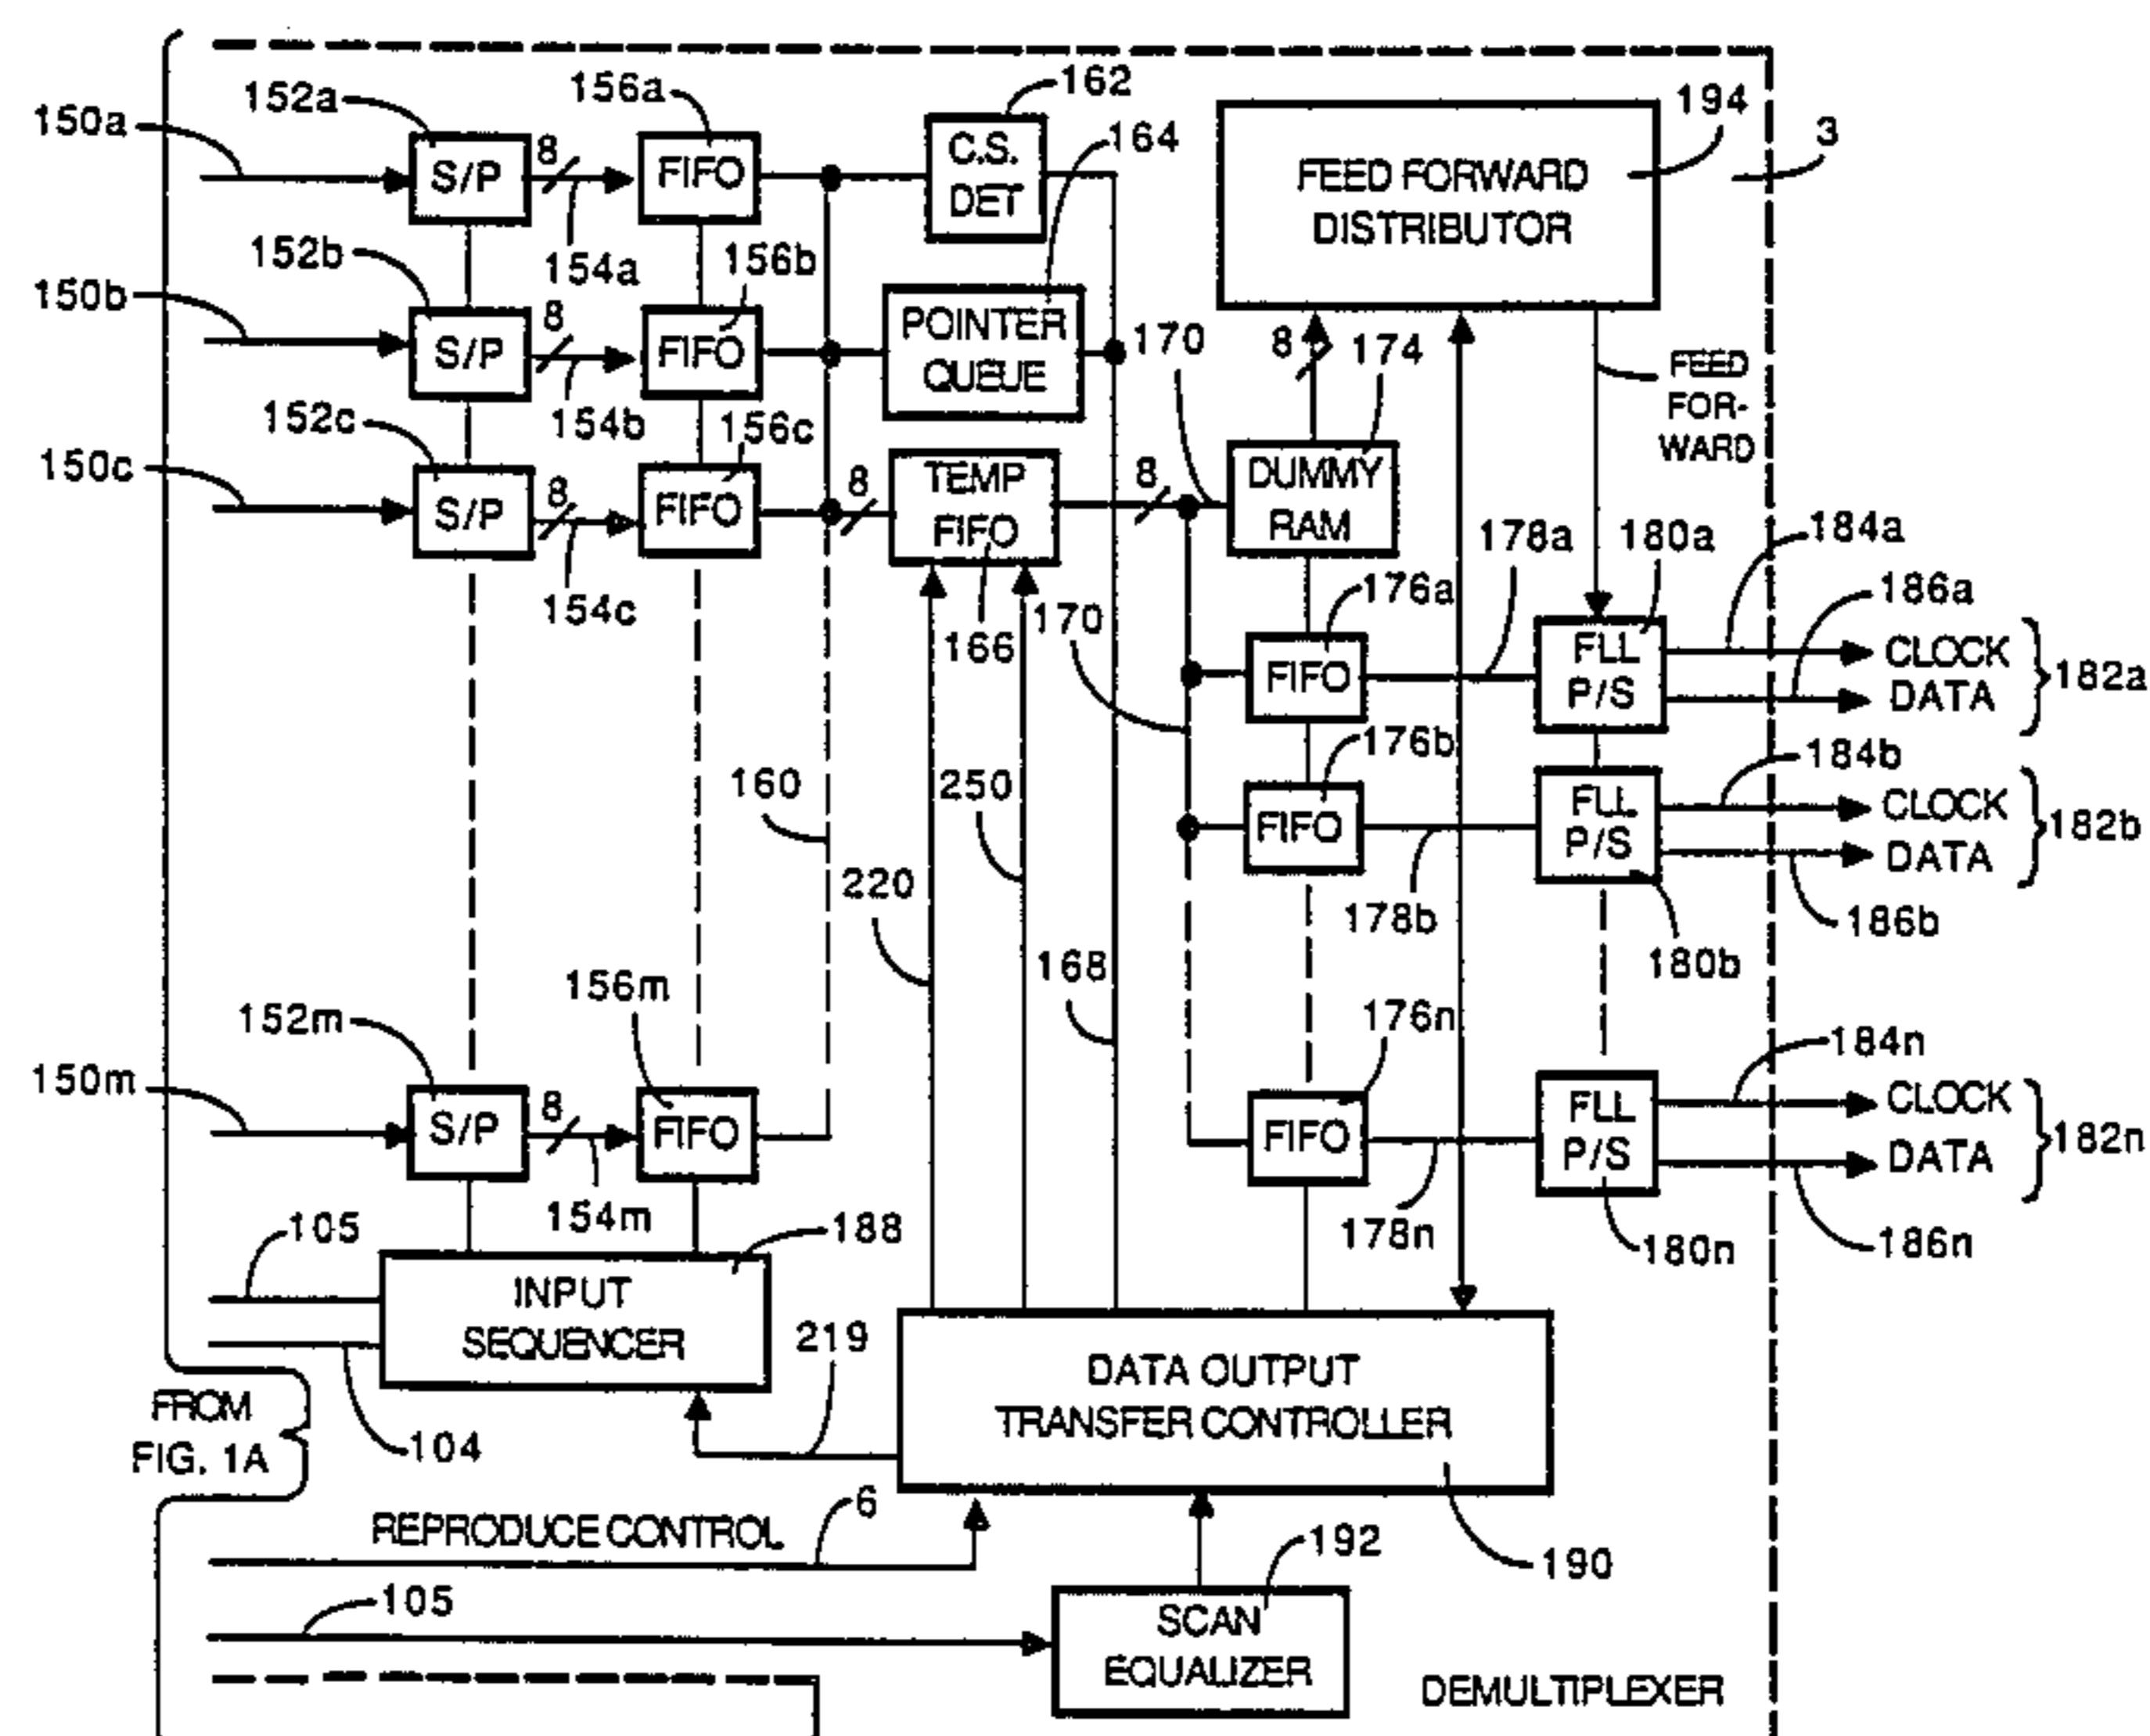 152a
156a
162
150a
8
S/P
FIFO
C.S.
DET
164
FEED FORWARD
DISTRIBUTOR
194
3
152b
154a
156b
150b
8
S/P
FIFO
POINTER
QUEUE
170
8
174
FEED
FOR-
WARD
152c
154b
156c
150c
8
S/P
FIFO
8
TEMP
FIFO
8
DUMMY
RAM
178a
180a
184a
154c
166
170
176a
186a
FIFO
FLL
P/S
CLOCK
DATA
182a
176b
184b
160
250
FIFO
FLL
P/S
CLOCK
DATA
182b
220
178b
186b
168
180b
156m
176n
152m
184n
150m
8
S/P
FIFO
FIFO
FLL
P/S
CLOCK
DATA
182n
154m
178n
180n
186n
105
188
INPUT
SEQUENCER
219
DATA OUTPUT
TRANSFER CONTROLLER
FROM
FIG. 1A
104
REPRODUCE CONTROL
6
192
190
105
SCAN
EQUALIZER
DEMULTIPLEXER